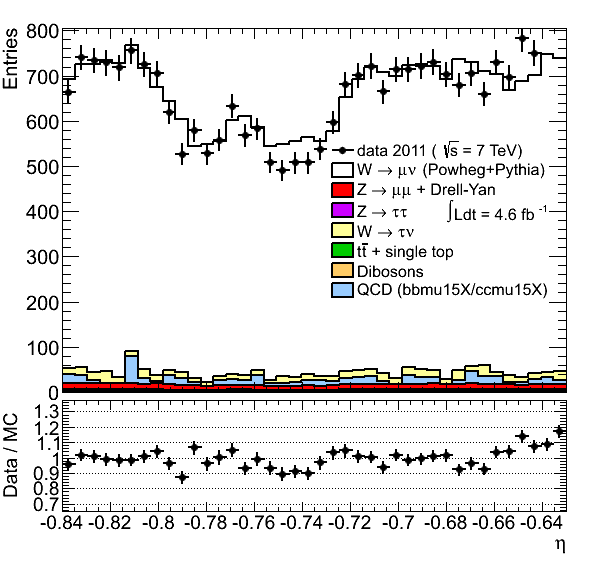 Entries
800
700
600
500
400
300
200
100
0
data 2011 ( √s = 7 TeV)
W → μν (Powheg+Pythia)
Z → μμ + Drell-Yan
Z → ττ
∫Ldt = 4.6 fb⁻¹
W → τν
tt̄ + single top
Dibosons
QCD (bbmu15X/ccmu15X)
Data / MC
1.3
1.2
1.1
1
0.9
0.8
0.7
-0.84 -0.82 -0.8 -0.78 -0.76 -0.74 -0.72 -0.7 -0.68 -0.66 -0.64
η